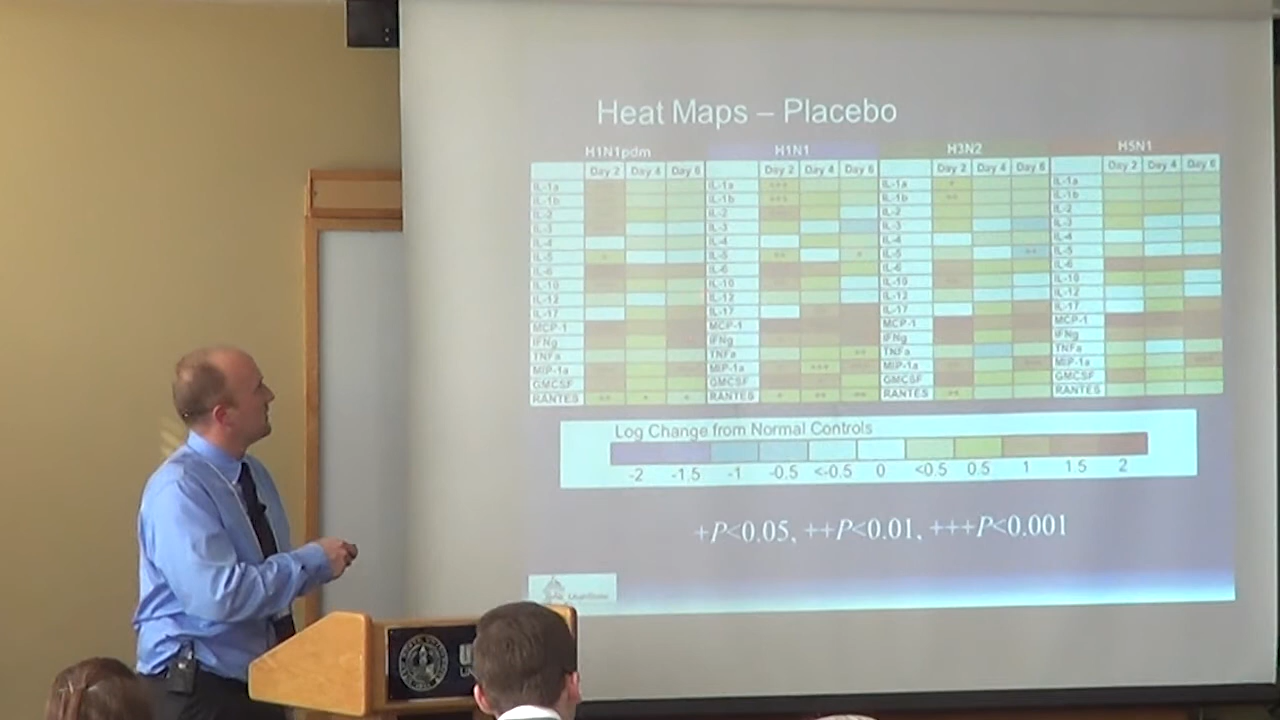 Heat Maps – Placebo
H1N1pdm H1N1 H3N2 H5N1
Day 2 Day 4 Day 6 Day 2 Day 4 Day 6 Day 2 Day 4 Day 6 Day 2 Day 4 Day 6
IL-1a IL-1a *** IL-1a * IL-1a
IL-1b IL-1b *** IL-1b ** IL-1b
IL-2 IL-2 IL-2 IL-2
IL-3 IL-3 IL-3 IL-3
IL-4 IL-4 IL-4 IL-4
IL-5 * IL-5 ** * IL-5 ** IL-5
IL-6 IL-6 IL-6 IL-6
IL-10 IL-10 IL-10 IL-10
IL-12 IL-12 IL-12 IL-12
IL-17 IL-17 IL-17 IL-17
MCP-1 MCP-1 MCP-1 MCP-1
IFNg IFNg IFNg IFNg
TNFa TNFa ** TNFa TNFa
MIP-1a MIP-1a *** MIP-1a MIP-1a
GMCSF GMCSF GMCSF GMCSF
RANTES ** * * RANTES * ** *** RANTES ** RANTES
Log Change from Normal Controls
-2 -1.5 -1 -0.5 <-0.5 0 <0.5 0.5 1 1.5 2
+P<0.05, ++P<0.01, +++P<0.001
UtahState